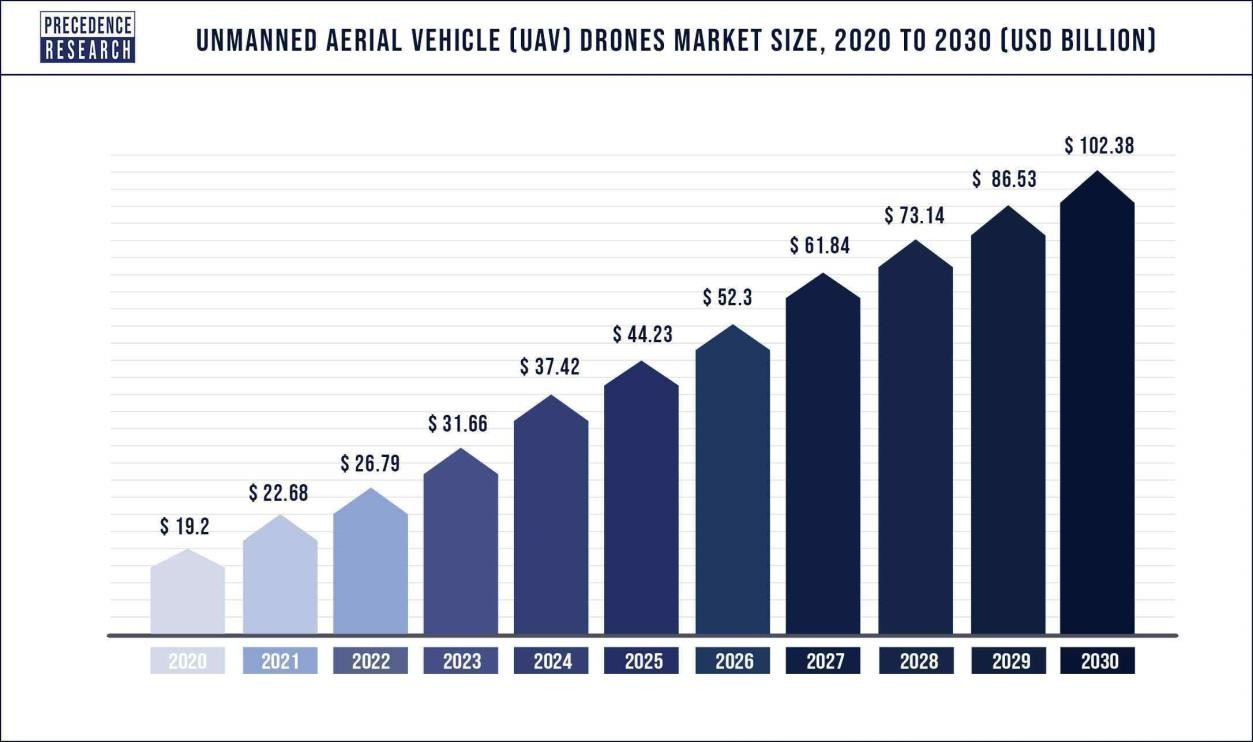 PRECEDENCE
RESEARCH
UNMANNED AERIAL VEHICLE (UAV) DRONES MARKET SIZE, 2020 TO 2030 (USD BILLION)
$ 102.38
$ 86.53
$ 73.14
$ 61.84
$ 52.3
$ 44.23
$ 37.42
$ 31.66
$ 26.79
$ 22.68
$ 19.2
2020 2021 2022 2023 2024 2025 2026 2027 2028 2029 2030